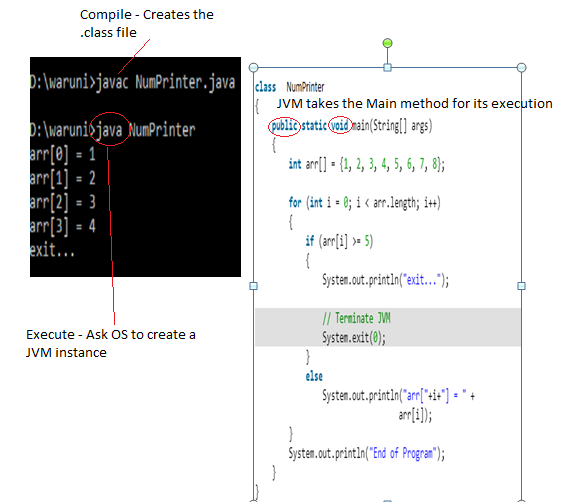 Compile - Creates the
.class file
D:\waruni>javac NumPrinter.java
D:\waruni>java NumPrinter
arr[0] = 1
arr[1] = 2
arr[2] = 3
arr[3] = 4
exit...
Execute - Ask OS to create a
JVM instance
class NumPrinter
{
JVM takes the Main method for its execution
public static void main(String[] args)
{
int arr[] = {1, 2, 3, 4, 5, 6, 7, 8};
for (int i = 0; i < arr.length; i++)
{
if (arr[i] >= 5)
{
System.out.println("exit...");
// Terminate JVM
System.exit(0);
}
else
System.out.println("arr["+i+"] = " +
arr[i]);
}
System.out.println("End of Program");
}
}